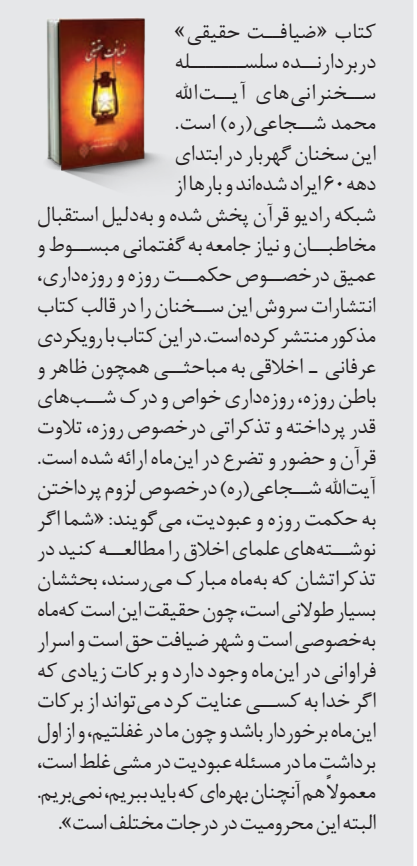 کتاب «ضیافت حقیقی»
دربردارنده سلسله
سخنرانی‌های آیت‌الله
محمد شجاعی(ره) است.
این سخنان گهربار در ابتدای
دهه ۶۰ ایراد شده‌اند و بارها از
شبکه رادیو قرآن پخش شده و به‌دلیل استقبال
مخاطبان و نیاز جامعه به گفتمانی مبسوط و
عمیق درخصوص حکمت روزه و روزه‌داری،
انتشارات سروش این سخنان را در قالب کتاب
مذکور منتشر کرده‌است. در این کتاب با رویکردی
عرفانی - اخلاقی به مباحثی همچون ظاهر و
باطن روزه، روزه‌داری خواص و درک شب‌های
قدر پرداخته و تذکراتی درخصوص روزه، تلاوت
قرآن و حضور و تضرع در این‌ماه ارائه شده است.
آیت‌الله شجاعی(ره) درخصوص لزوم پرداختن
به حکمت روزه و عبودیت، می‌گویند: «شما اگر
نوشته‌های علمای اخلاق را مطالعه کنید در
تذکراتشان که به‌ماه مبارک می‌رسند، بحثشان
بسیار طولانی است، چون حقیقت این است که‌ماه
به‌خصوصی است و شهر ضیافت حق است و اسرار
فراوانی در این‌ماه وجود دارد و برکات زیادی که
اگر خدا به کسی عنایت کرد می‌تواند از برکات
این‌ماه برخوردار باشد و چون ما در غفلتیم، و از اول
برداشت ما در مسئله عبودیت در مشی غلط است،
معمولاً هم آنچنان بهره‌ای که باید ببریم، نمی‌بریم.
البته این محرومیت در درجات مختلف است».
ضیافت حقیقی